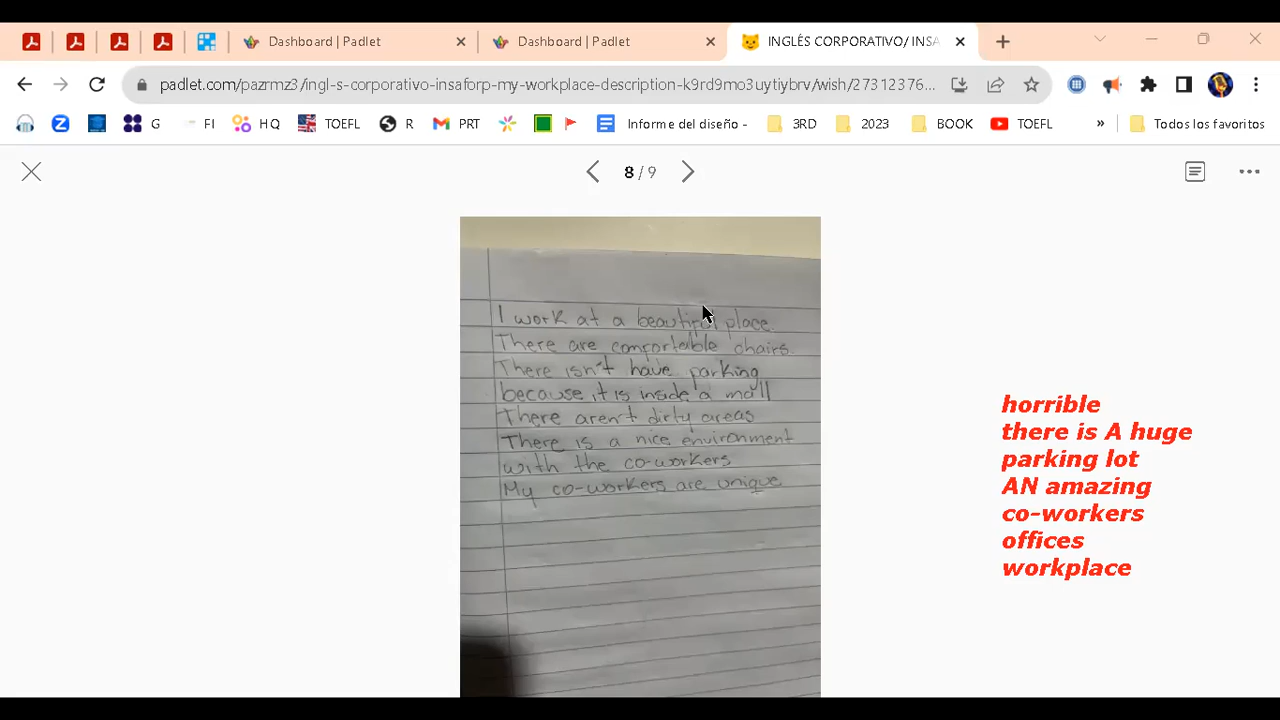 Dashboard | Padlet
Dashboard | Padlet
INGLÉS CORPORATIVO/ INSA
padlet.com/pazrmz3/ingl-s-corporativo-insaforp-my-workplace-description-k9rd9mo3uytiybrv/wish/27312376...
G
FI
HQ
TOEFL
R
PRT
Informe del diseño -
3RD
2023
BOOK
TOEFL
»
Todos los favoritos
8 / 9
I work at a beautiful place.
There are comfortable chairs.
There isn't have parking
because it is inside a mall
There aren't dirty areas
There is a nice environment
with the co-workers
My co-workers are unique
horrible
there is A huge
parking lot
AN amazing
co-workers
offices
workplace